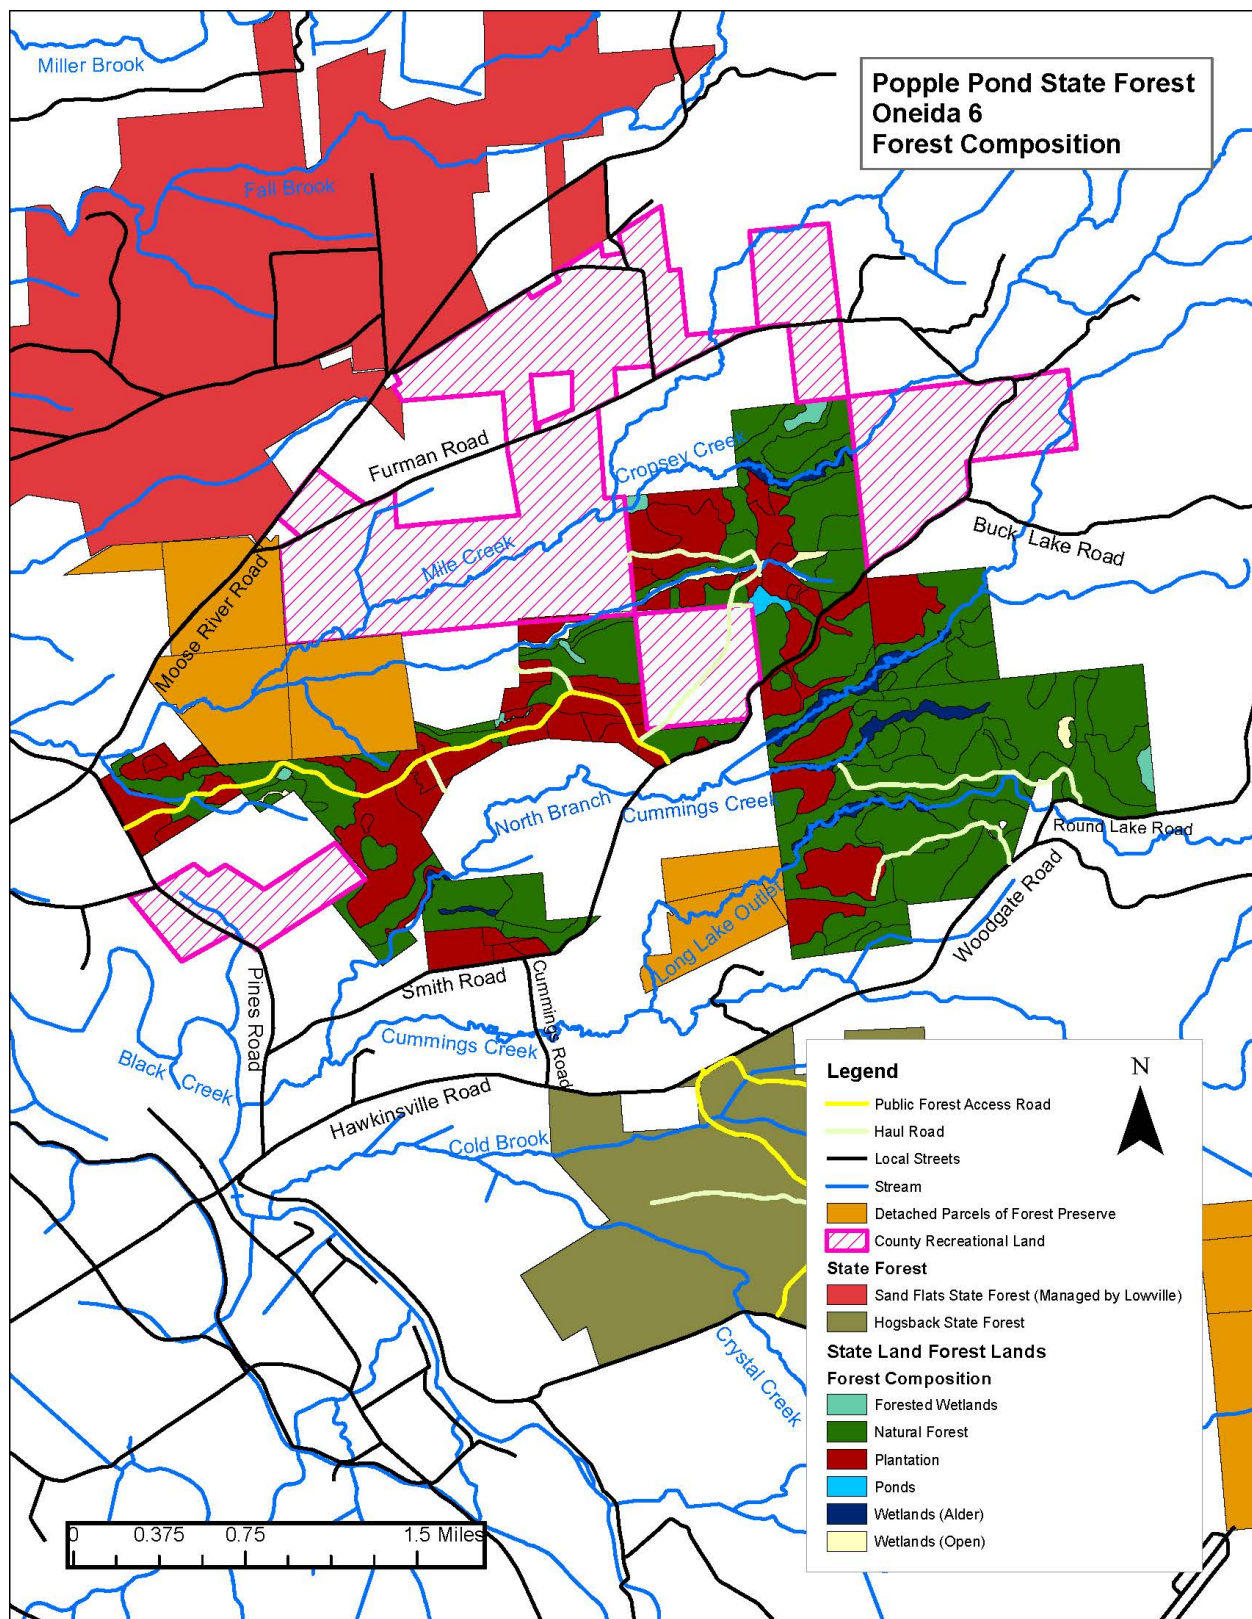 Miller Brook
Popple Pond State Forest
Oneida 6
Forest Composition
Fall Brook
Furman Road
Cropsey Creek
Buck Lake Road
Mile Creek
Moose River Road
North Branch
Cummings Creek
Round Lake Road
Woodgate Road
Long Lake Outlet
Smith Road
Pines Road
Cummings Road
Cummings Creek
Black Creek
Hawkinsville Road
Cold Brook
Crystal Creek
Legend
N
Public Forest Access Road
Haul Road
Local Streets
Stream
Detached Parcels of Forest Preserve
County Recreational Land
State Forest
Sand Flats State Forest (Managed by Lowville)
Hogsback State Forest
State Land Forest Lands
Forest Composition
Forested Wetlands
Natural Forest
Plantation
Ponds
Wetlands (Alder)
Wetlands (Open)
0 0.375 0.75 1.5 Miles